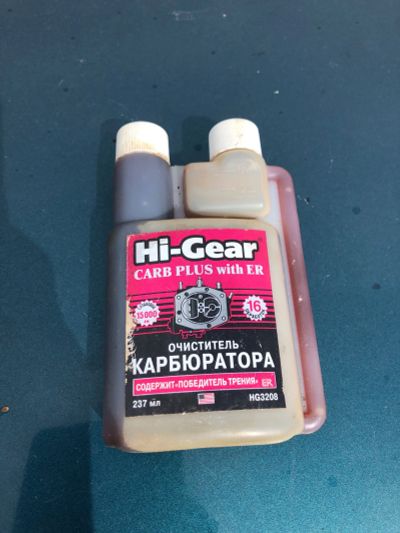 Hi-Gear
CARB PLUS with ER
15000
16
ОЧИСТИТЕЛЬ
КАРБЮРАТОРА
СОДЕРЖИТ «ПОБЕДИТЕЛЬ ТРЕНИЯ» ER
237 мл HG3208